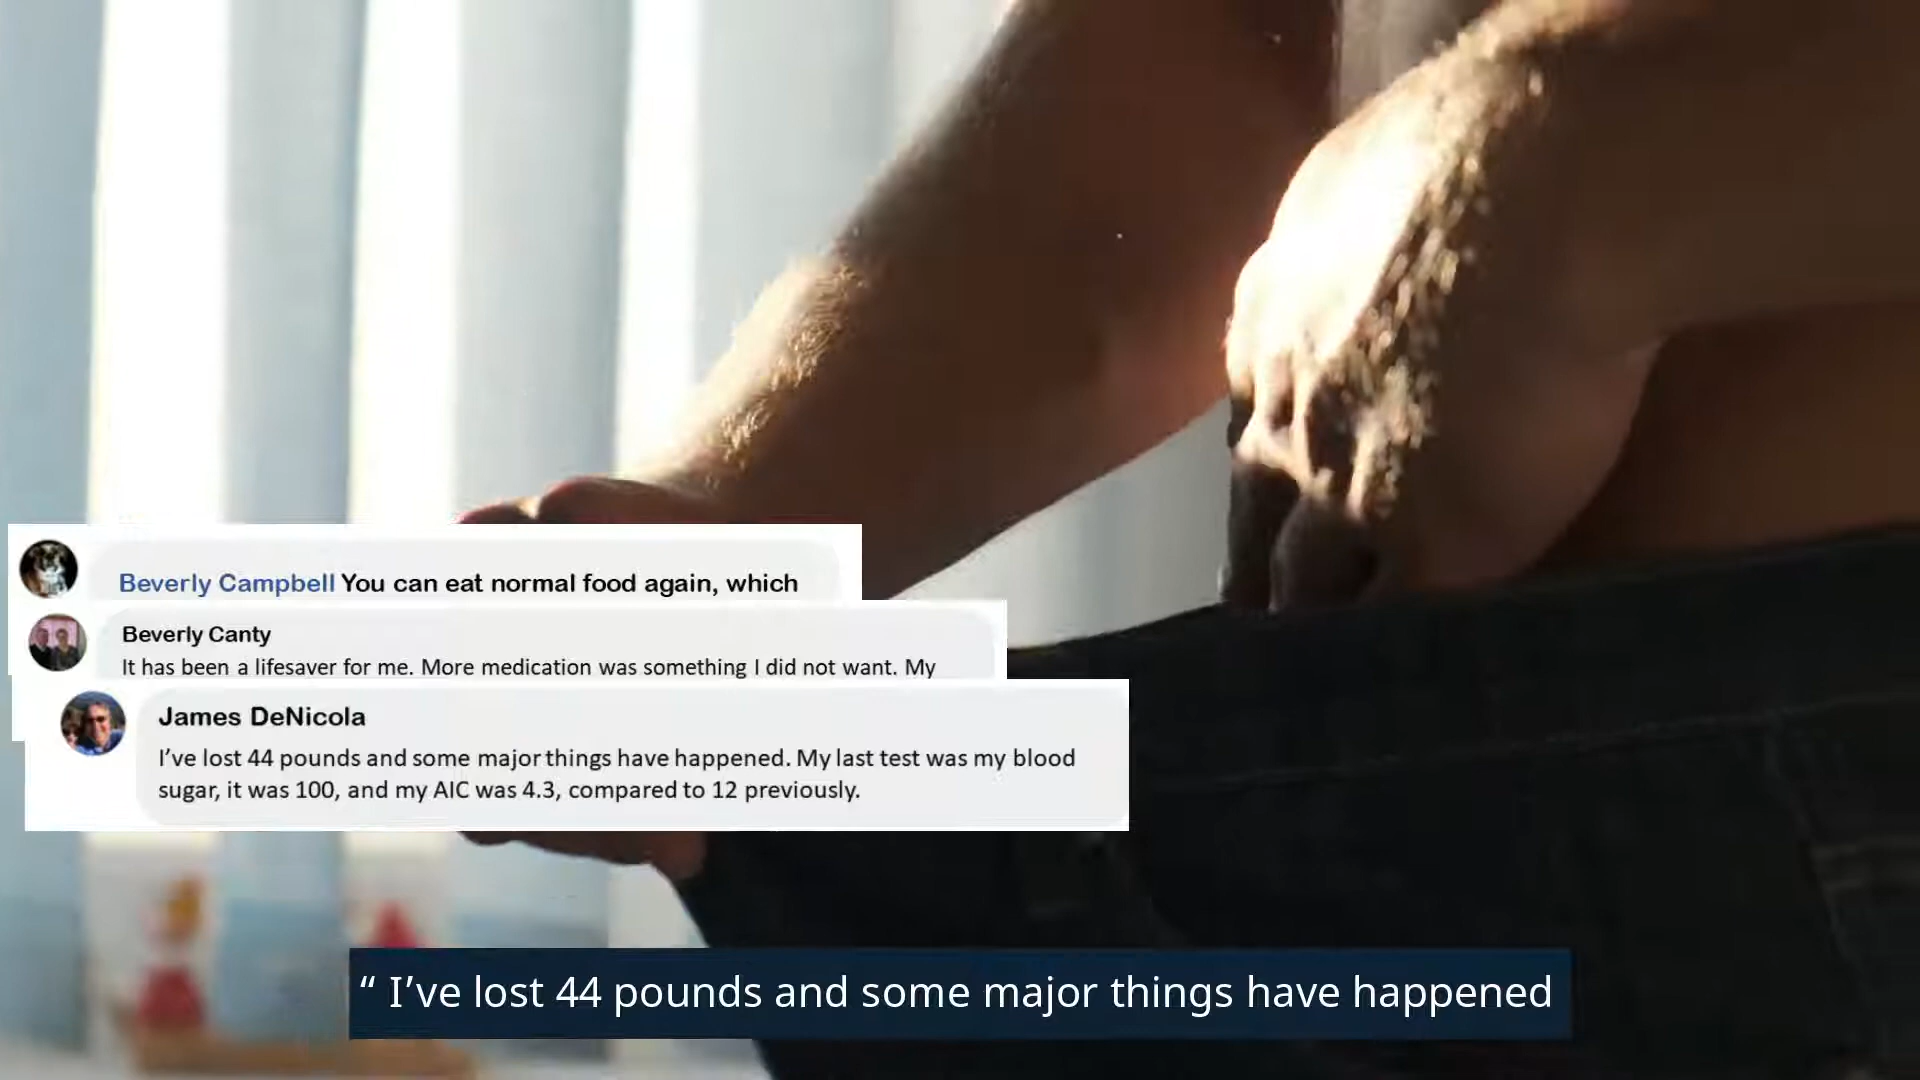 Beverly Campbell You can eat normal food again, which
Beverly Canty
It has been a lifesaver for me. More medication was something I did not want. My
James DeNicola
I've lost 44 pounds and some major things have happened. My last test was my blood
sugar, it was 100, and my AIC was 4.3, compared to 12 previously.
“ I’ve lost 44 pounds and some major things have happened